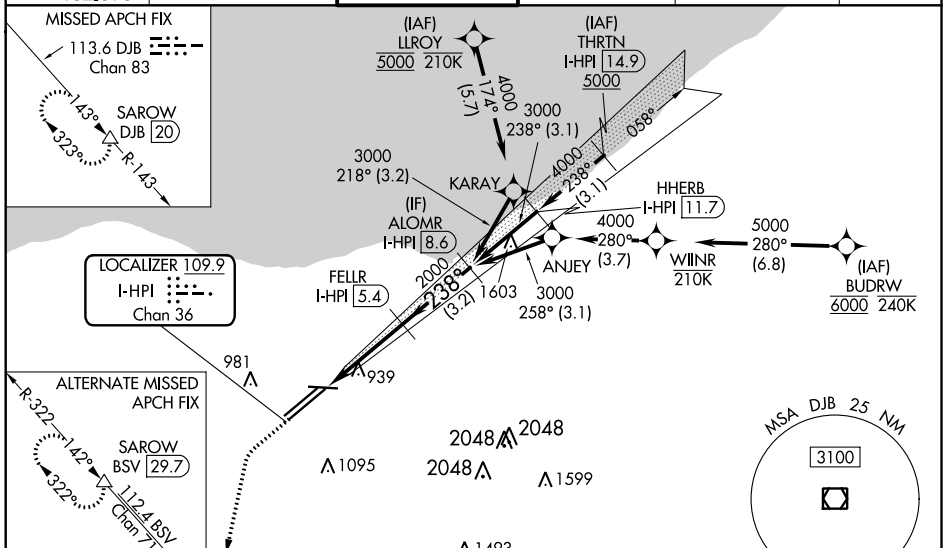 MISSED APCH FIX
113.6 DJB
Chan 83
143°
323°
SAROW
DJB 20
R-143
(IAF)
LLROY
5000 210K
4000
174°
(5.7)
(IAF)
THRTN
I-HPI 14.9
5000
3000
238° (3.1)
058°
3000
218° (3.2)
4000
238°
(3.1)
KARAY
HHERB
I-HPI 11.7
(IF)
ALOMR
I-HPI 8.6
4000
280°
(3.7)
5000
280°
(6.8)
ANJEY
WIINR
210K
(IAF)
BUDRW
6000 240K
LOCALIZER 109.9
I-HPI
Chan 36
FELLR
I-HPI 5.4
2000
238°
(3.2)
1603
3000
258° (3.1)
981
939
ALTERNATE MISSED
APCH FIX
R-322
142°
322°
SAROW
BSV 29.7
112.4 BSV
Chan 71
2048
2048
2048
1095
1599
1493
MSA DJB 25 NM
3100